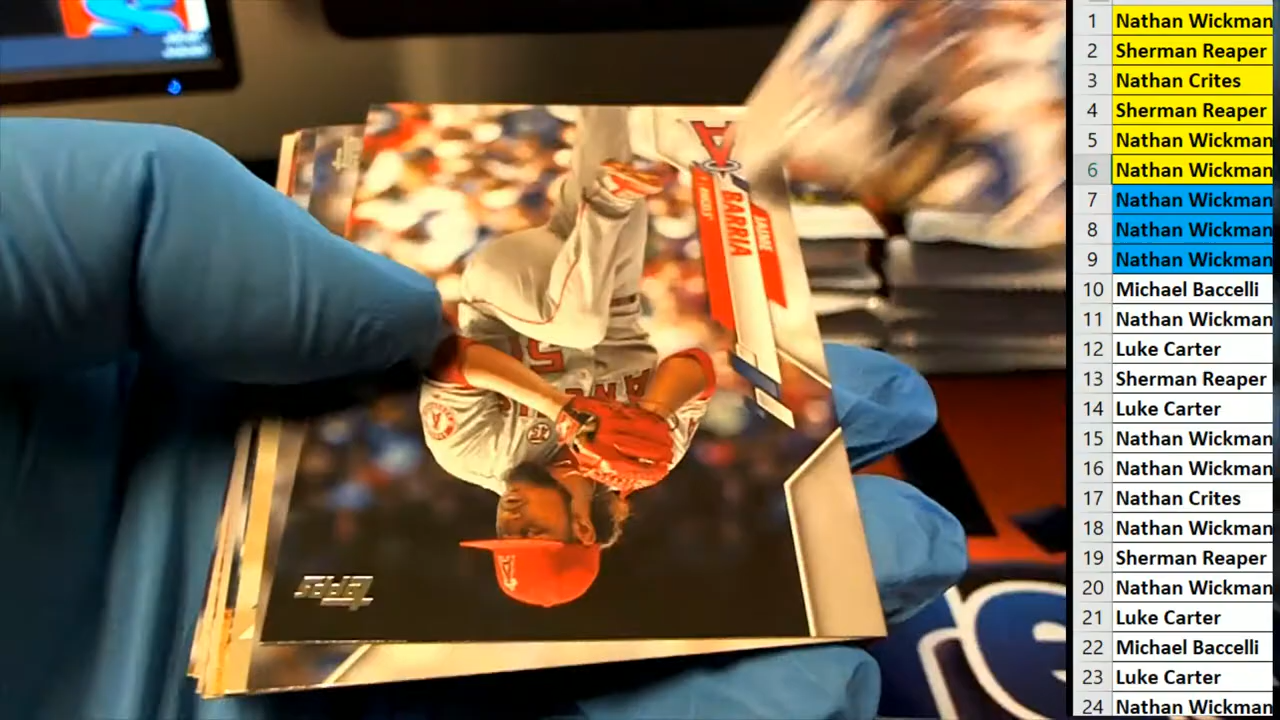 JAIME
BARRIA
A
TOPPS
1 Nathan Wickman
2 Sherman Reaper
3 Nathan Crites
4 Sherman Reaper
5 Nathan Wickman
6 Nathan Wickman
7 Nathan Wickman
8 Nathan Wickman
9 Nathan Wickman
10 Michael Baccelli
11 Nathan Wickman
12 Luke Carter
13 Sherman Reaper
14 Luke Carter
15 Nathan Wickman
16 Nathan Wickman
17 Nathan Crites
18 Nathan Wickman
19 Sherman Reaper
20 Nathan Wickman
21 Luke Carter
22 Michael Baccelli
23 Luke Carter
24 Nathan Wickman